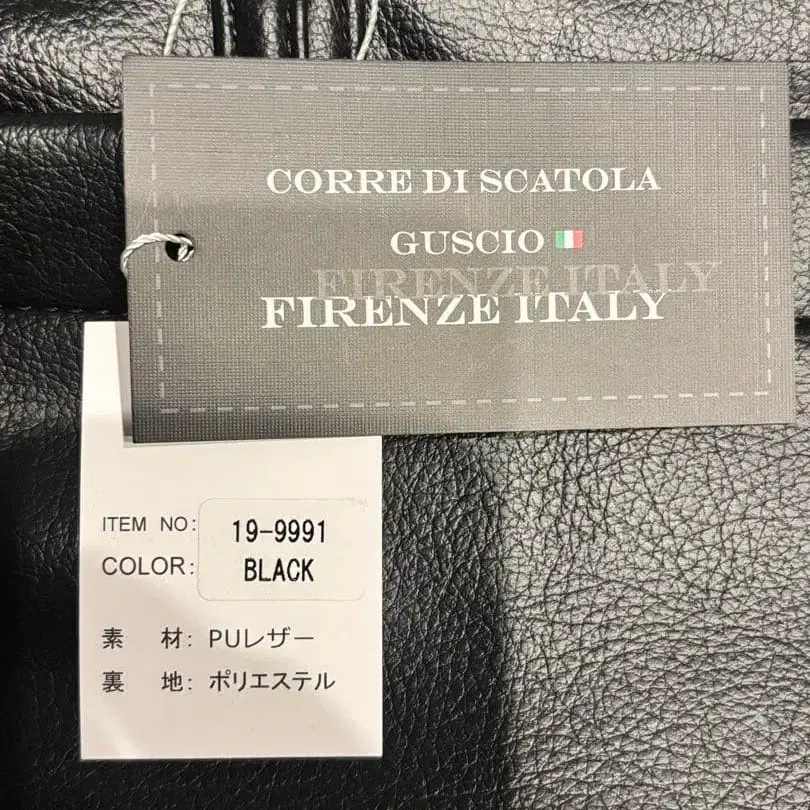 CORRE DI SCATOLA
GUSCIO
FIRENZE ITALY
FIRENZE ITALY
ITEM NO: 19-9991
COLOR: BLACK
素 材: PUレザー
裏 地: ポリエステル